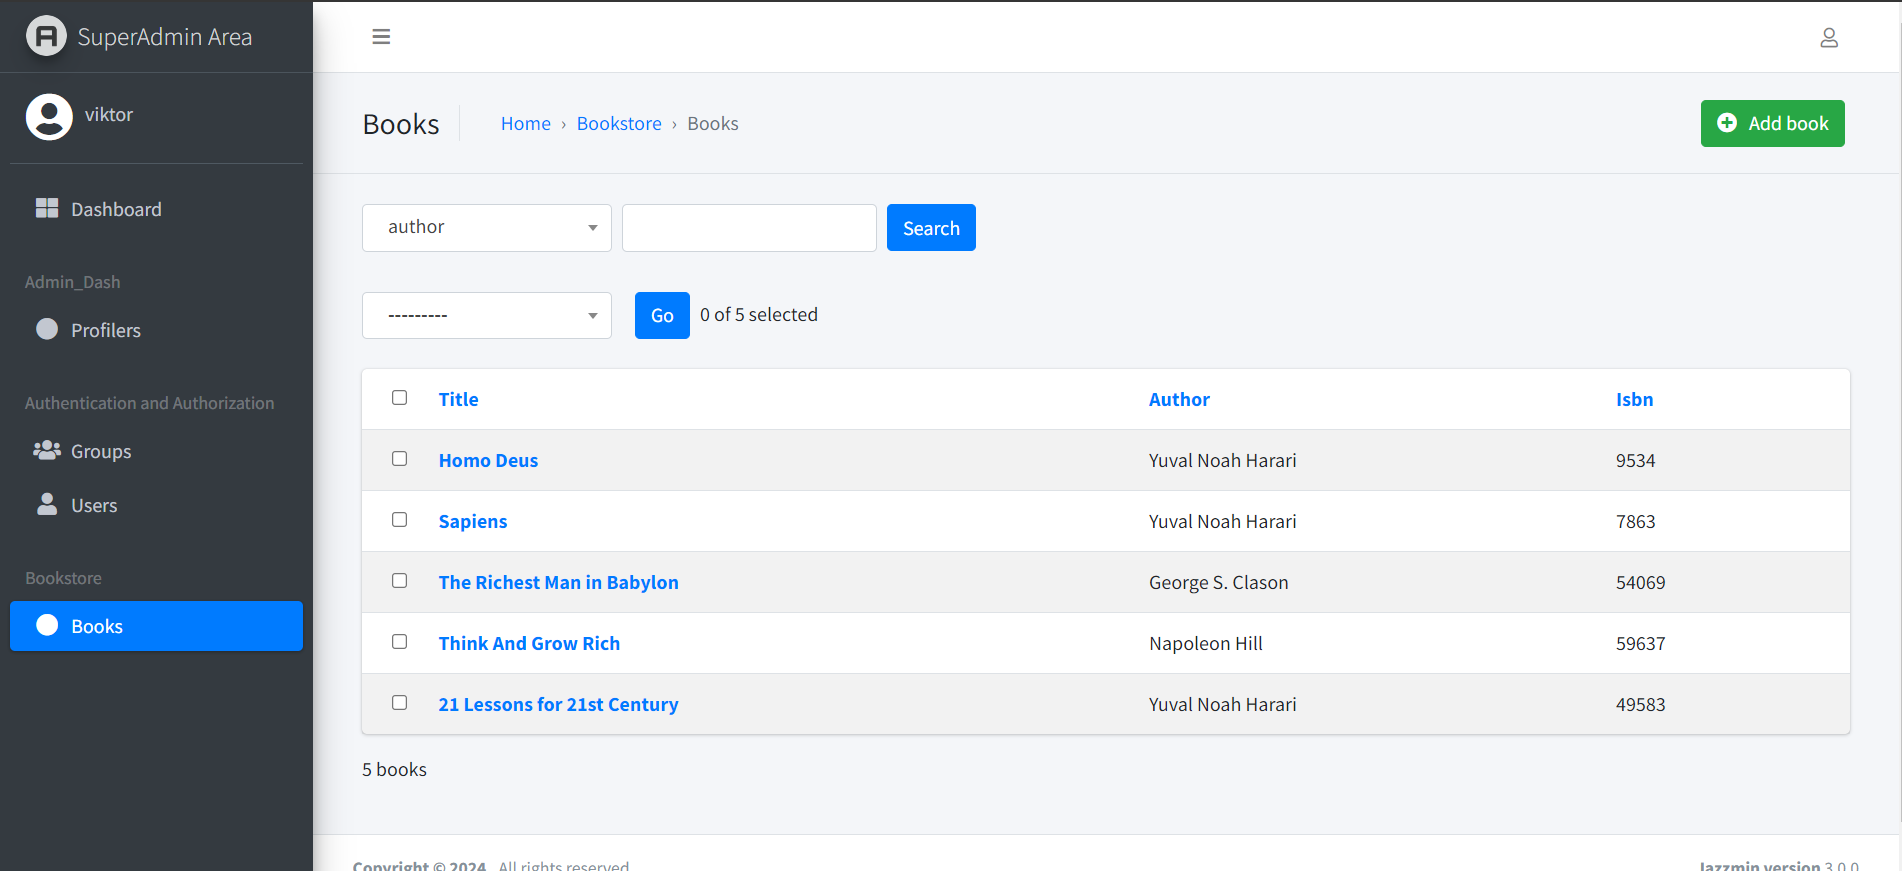 SuperAdmin Area
viktor
Dashboard
Admin_Dash
Profilers
Authentication and Authorization
Groups
Users
Bookstore
Books
Books
Home › Bookstore › Books
Add book
author
Search
---------
Go 0 of 5 selected
Title Author Isbn
Homo Deus Yuval Noah Harari 9534
Sapiens Yuval Noah Harari 7863
The Richest Man in Babylon George S. Clason 54069
Think And Grow Rich Napoleon Hill 59637
21 Lessons for 21st Century Yuval Noah Harari 49583
5 books
Copyright © 2024 All rights reserved
Jazzmin version 3.0.0